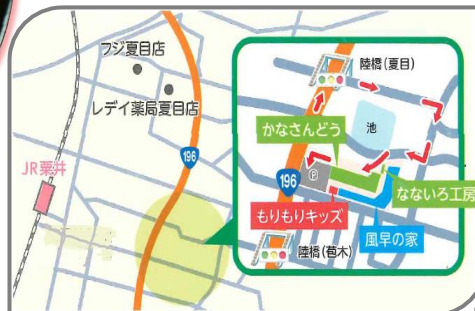 フジ夏目店
レデイ薬局夏目店
196
JR粟井
陸橋(夏目)
池
かなさんどう
P
196
なないろ工房
もりもりキッズ
風早の家
陸橋(苞木)